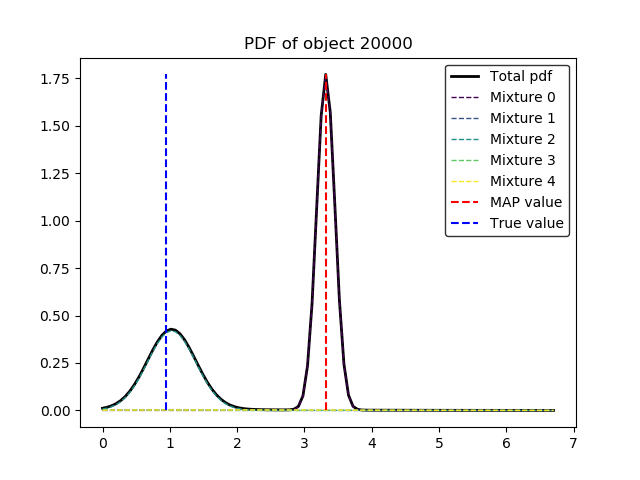 PDF of object 20000
1.75
1.50
1.25
1.00
0.75
0.50
0.25
0.00
0 1 2 3 4 5 6 7
Total pdf
Mixture 0
Mixture 1
Mixture 2
Mixture 3
Mixture 4
MAP value
True value